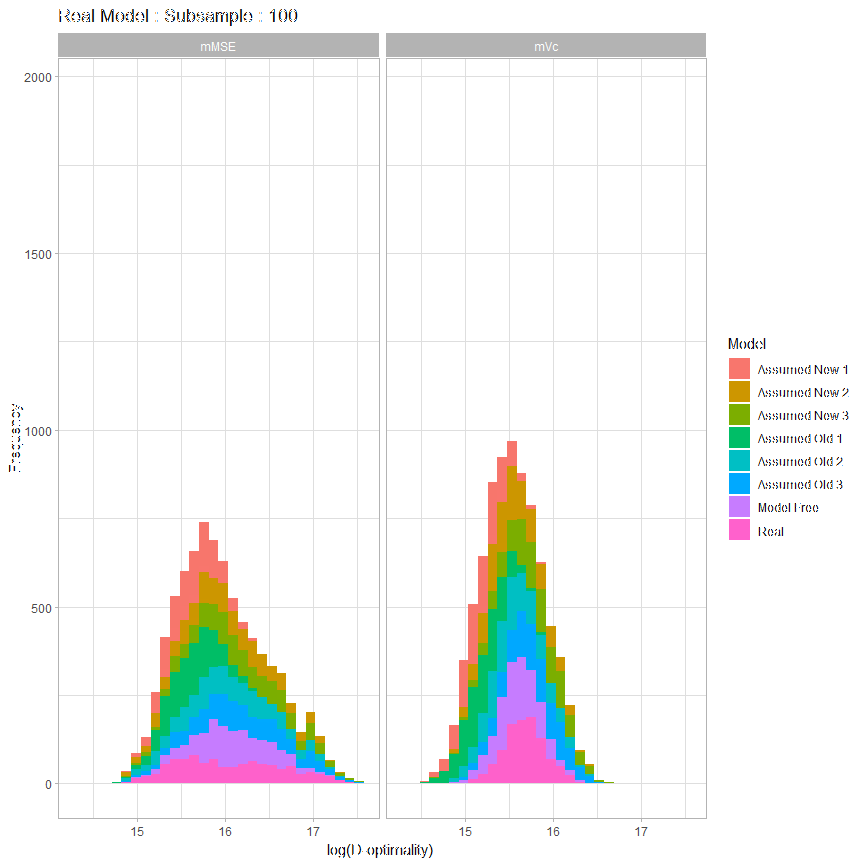 Real Model : Subsample : 100
mMSE
mVc
2000
1500
1000
500
0
Frequency
15
16
17
15
16
17
log(D-optimality)
Model
Assumed New 1
Assumed New 2
Assumed New 3
Assumed Old 1
Assumed Old 2
Assumed Old 3
Model Free
Real